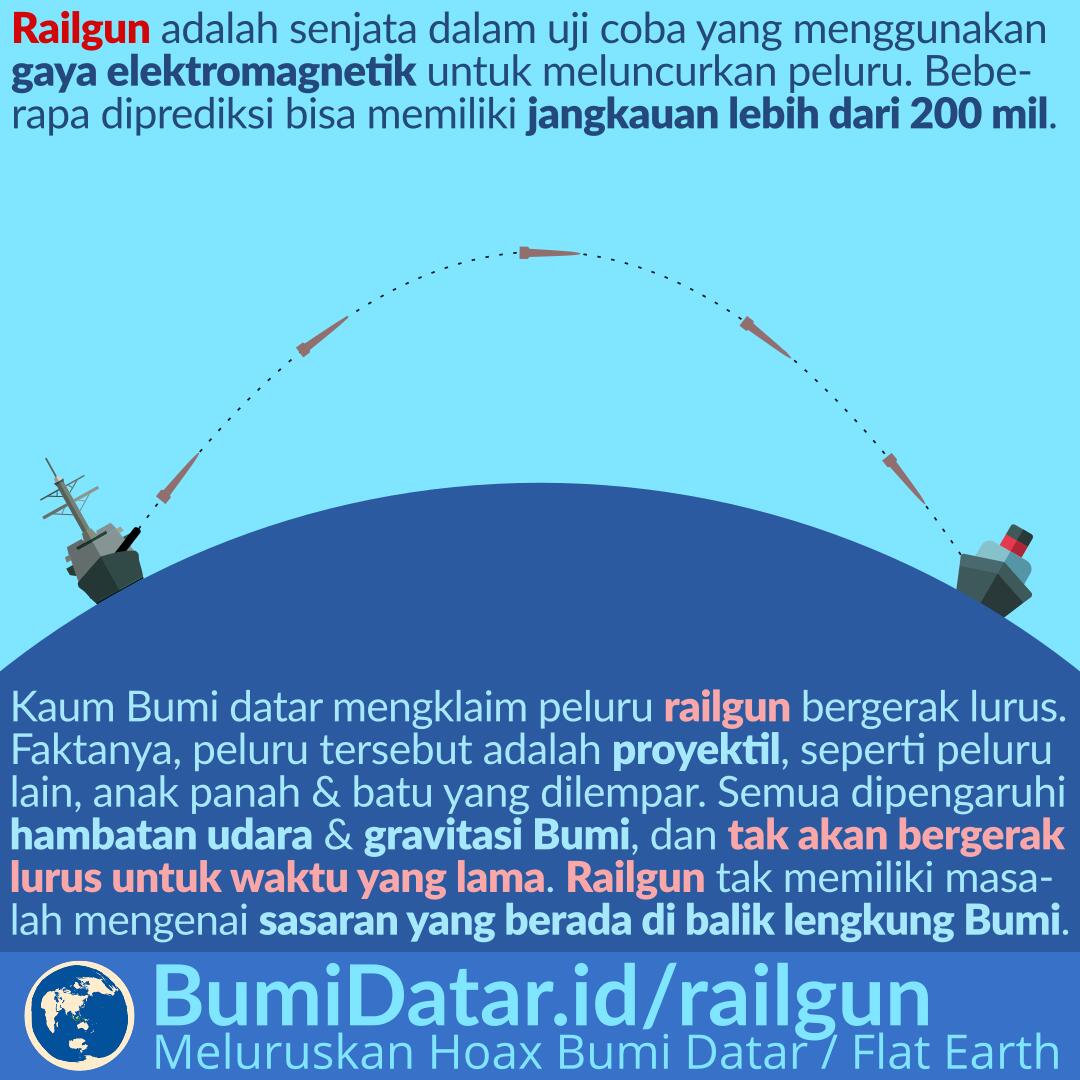 Railgun adalah senjata dalam uji coba yang menggunakan
gaya elektromagnetik untuk meluncurkan peluru. Bebe-
rapa diprediksi bisa memiliki jangkauan lebih dari 200 mil.
Kaum Bumi datar mengklaim peluru railgun bergerak lurus.
Faktanya, peluru tersebut adalah proyektil, seperti peluru
lain, anak panah & batu yang dilempar. Semua dipengaruhi
hambatan udara & gravitasi Bumi, dan tak akan bergerak
lurus untuk waktu yang lama. Railgun tak memiliki masa-
lah mengenai sasaran yang berada di balik lengkung Bumi.
BumiDatar.id/railgun
Meluruskan Hoax Bumi Datar / Flat Earth